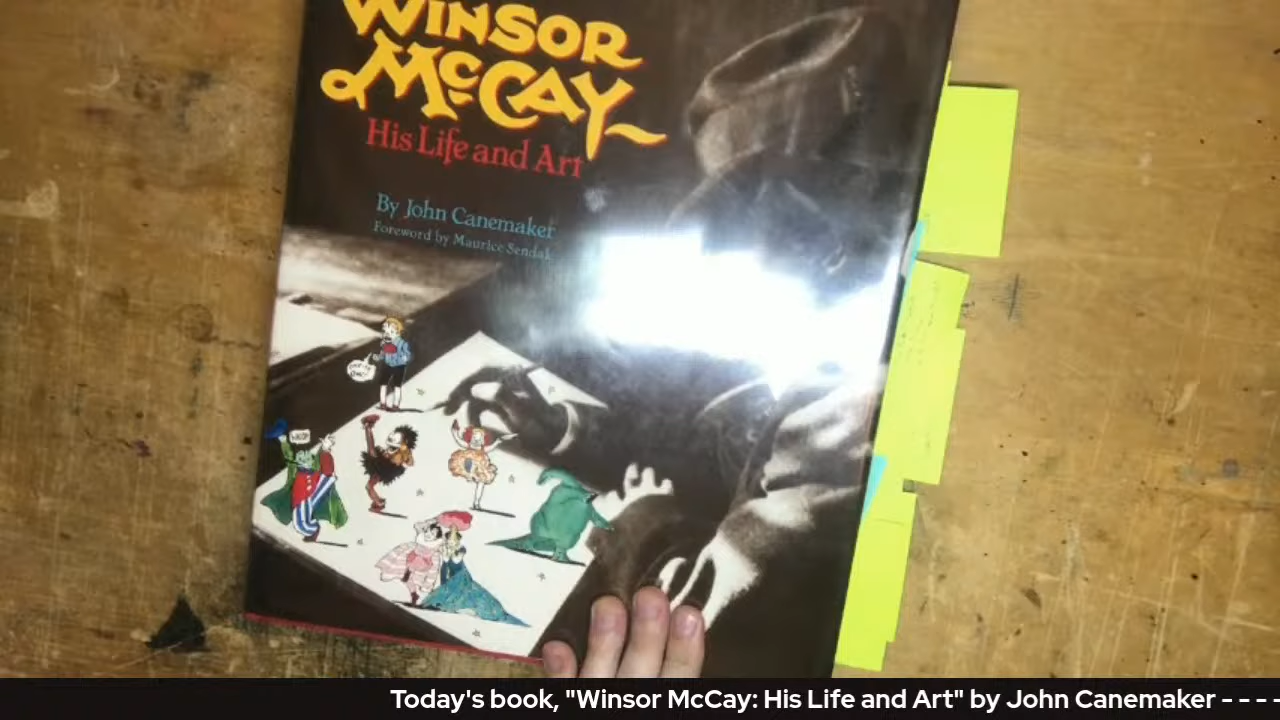 WINSOR
McCAY
His Life and Art
By John Canemaker
Foreword by Maurice Sendak
Today's book, "Winsor McCay: His Life and Art" by John Canemaker - - - -